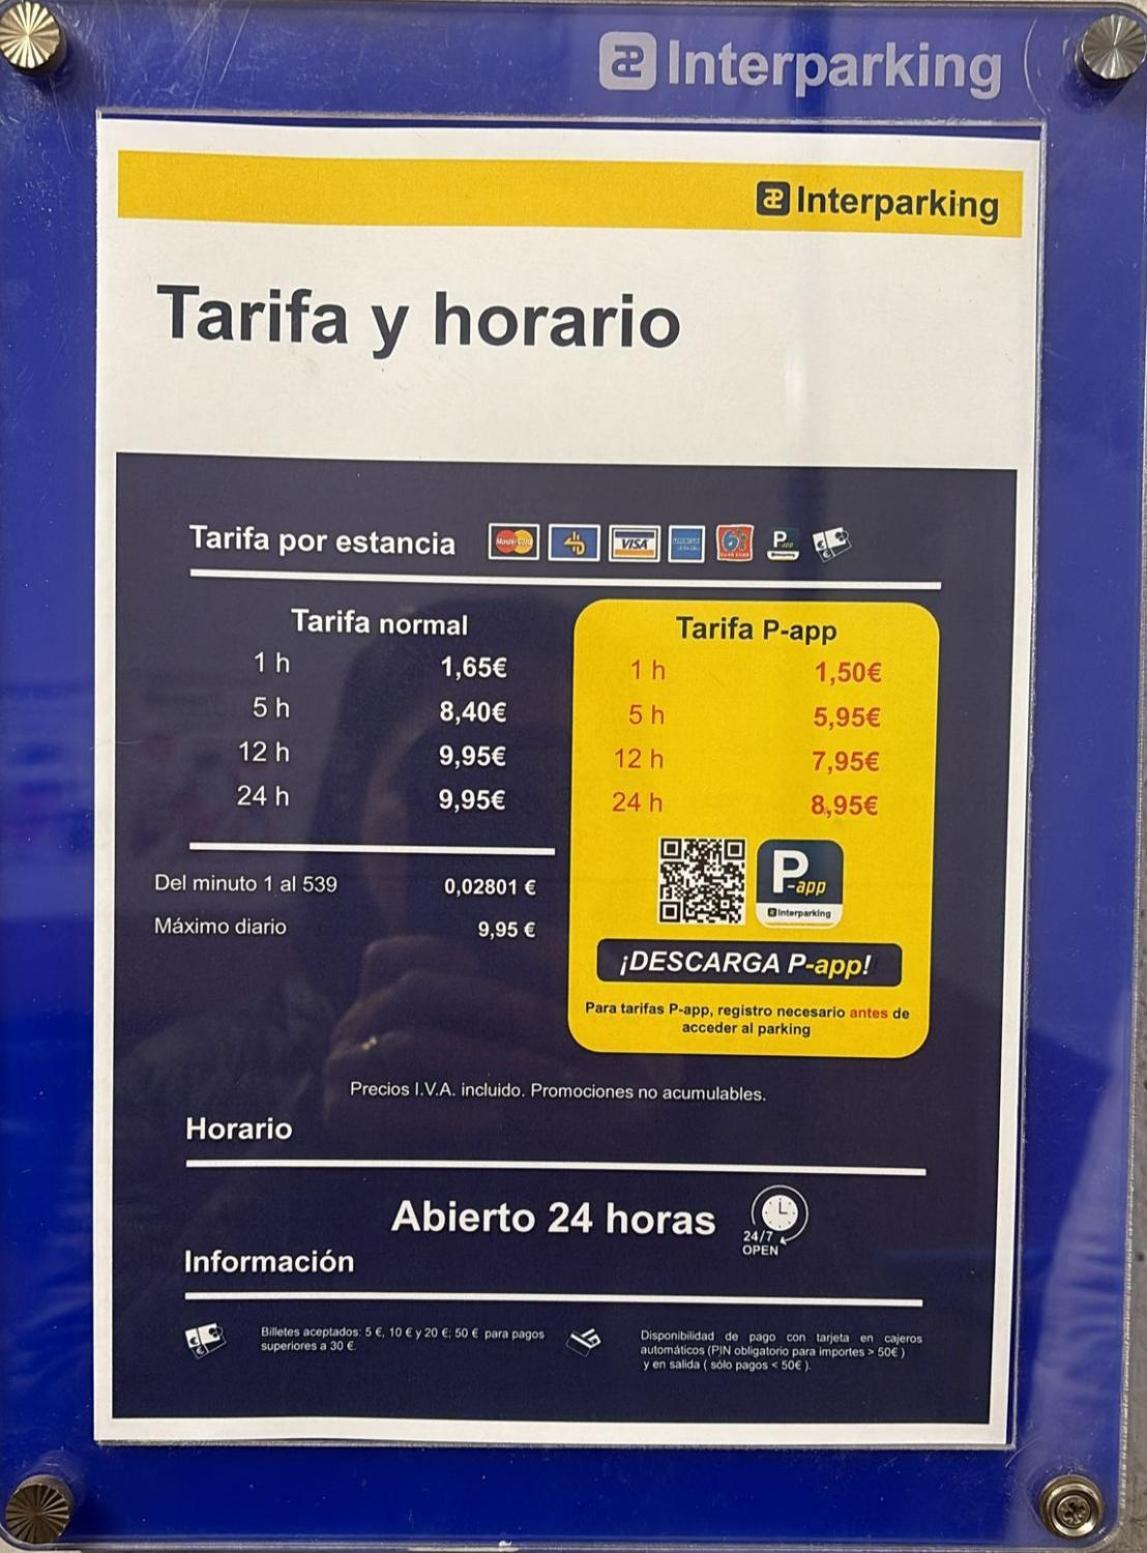 Interparking
Interparking
Tarifa y horario
Tarifa por estancia
MasterCard VISA
Tarifa normal
1 h 1,65€
5 h 8,40€
12 h 9,95€
24 h 9,95€
Del minuto 1 al 539 0,02801 €
Máximo diario 9,95 €
Tarifa P-app
1 h 1,50€
5 h 5,95€
12 h 7,95€
24 h 8,95€
P-app
Interparking
¡DESCARGA P-app!
Para tarifas P-app, registro necesario antes de
acceder al parking
Precios I.V.A. incluido. Promociones no acumulables.
Horario
Abierto 24 horas
24/7
OPEN
Información
Billetes aceptados: 5 €, 10 € y 20 €; 50 € para pagos
superiores a 30 €.
Disponibilidad de pago con tarjeta en cajeros
automáticos (PIN obligatorio para importes > 50€ )
y en salida ( sólo pagos < 50€ ).